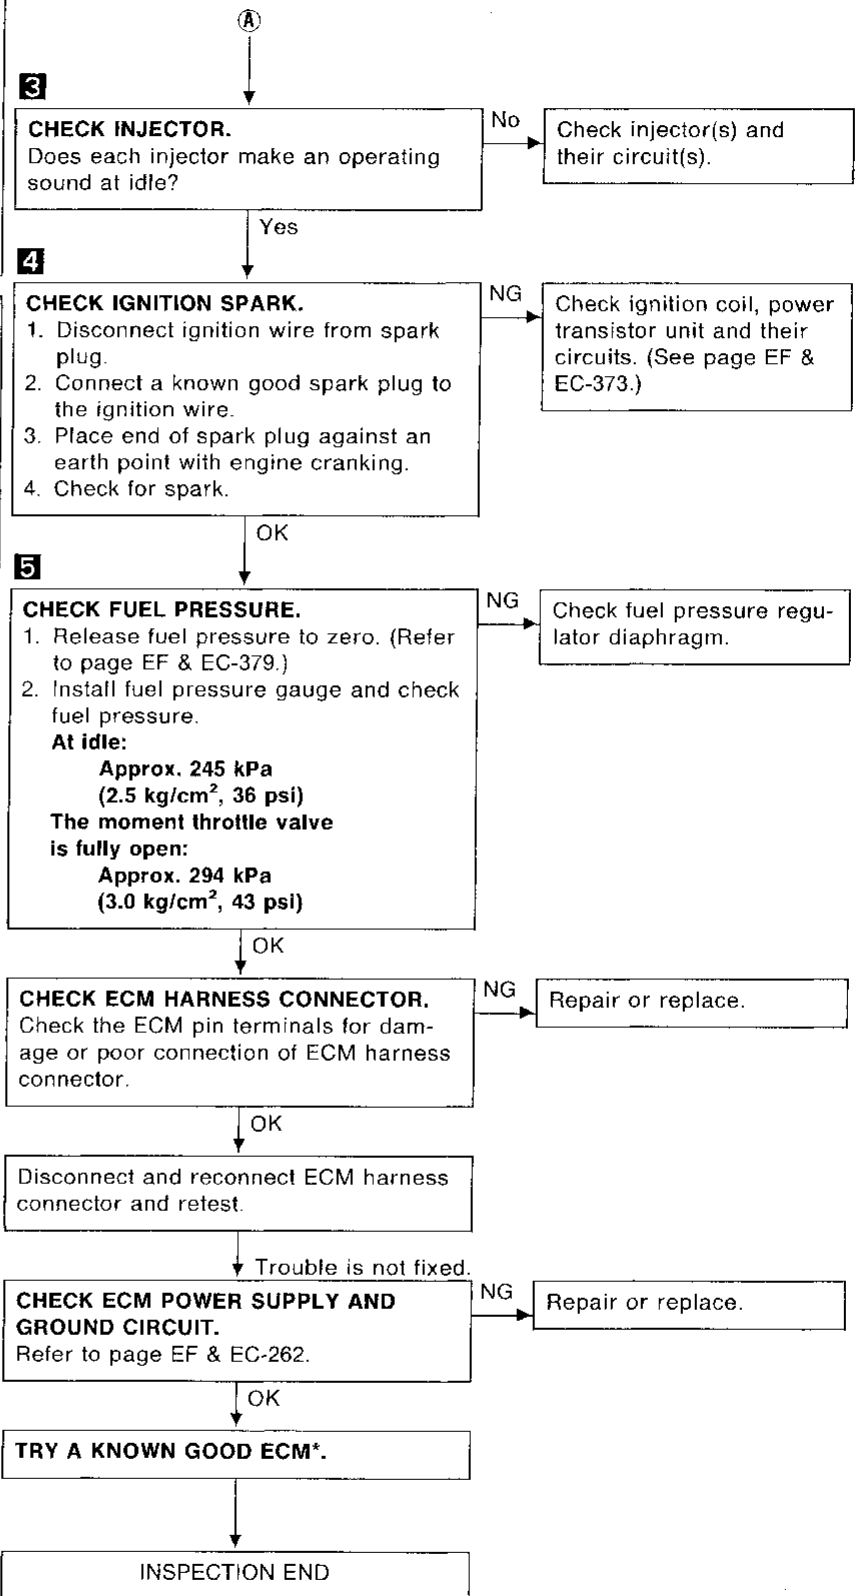 A
3
CHECK INJECTOR.
Does each injector make an operating
sound at idle?
No
Check injector(s) and
their circuit(s).
Yes
4
CHECK IGNITION SPARK.
1. Disconnect ignition wire from spark
plug.
2. Connect a known good spark plug to
the ignition wire.
3. Place end of spark plug against an
earth point with engine cranking.
4. Check for spark.
NG
Check ignition coil, power
transistor unit and their
circuits. (See page EF &
EC-373.)
OK
5
CHECK FUEL PRESSURE.
1. Release fuel pressure to zero. (Refer
to page EF & EC-379.)
2. Install fuel pressure gauge and check
fuel pressure.
At idle:
Approx. 245 kPa
(2.5 kg/cm², 36 psi)
The moment throttle valve
is fully open:
Approx. 294 kPa
(3.0 kg/cm², 43 psi)
NG
Check fuel pressure regu-
lator diaphragm.
OK
CHECK ECM HARNESS CONNECTOR.
Check the ECM pin terminals for dam-
age or poor connection of ECM harness
connector.
NG
Repair or replace.
OK
Disconnect and reconnect ECM harness
connector and retest.
Trouble is not fixed.
CHECK ECM POWER SUPPLY AND
GROUND CIRCUIT.
Refer to page EF & EC-262.
NG
Repair or replace.
OK
TRY A KNOWN GOOD ECM*.
INSPECTION END